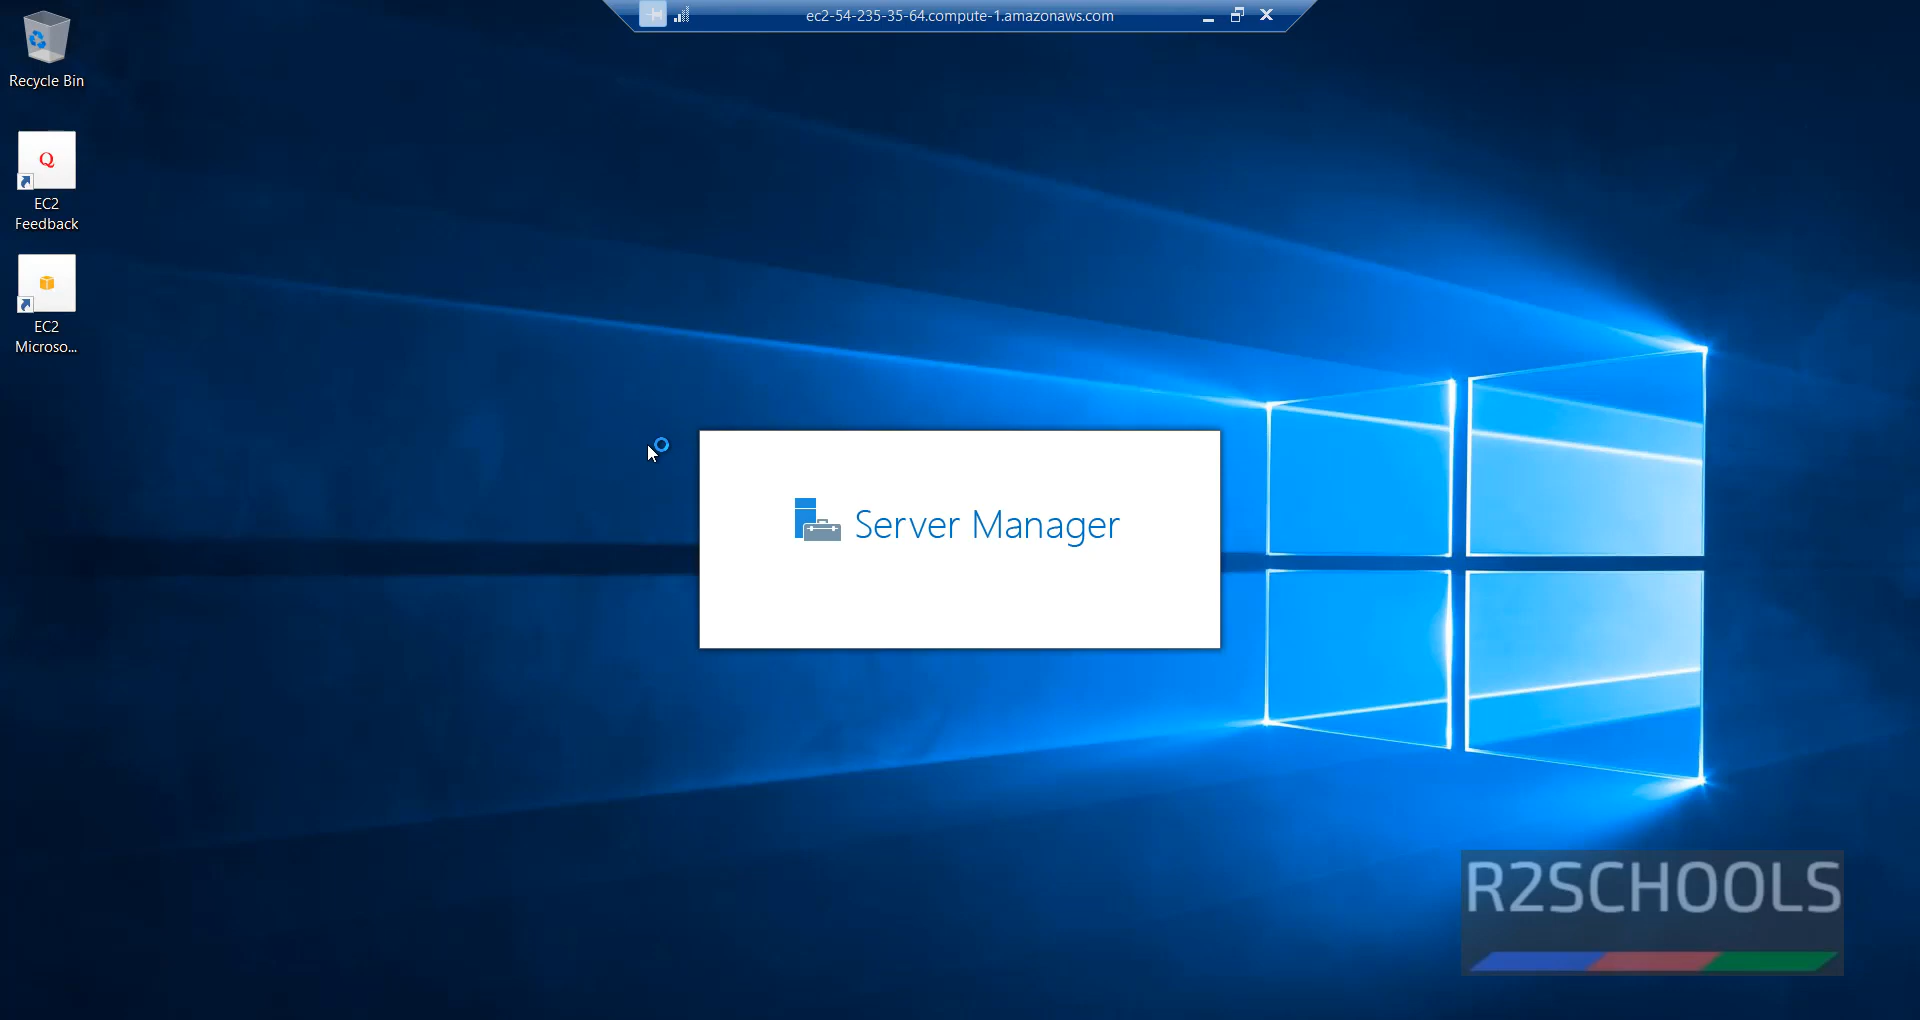 ec2-54-235-35-64.compute-1.amazonaws.com
Recycle Bin
Q
EC2
Feedback
EC2
Microso...
Server Manager
R2SCHOOLS